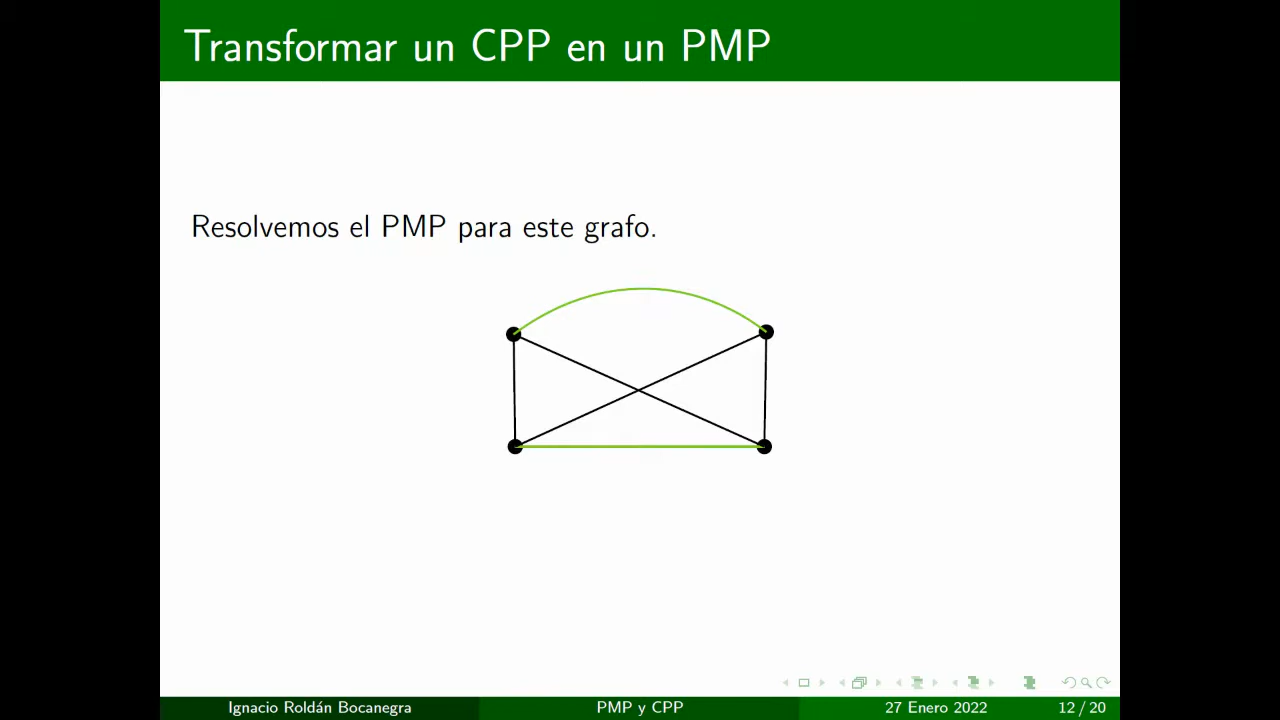 Transformar un CPP en un PMP
Resolvemos el PMP para este grafo.
Ignacio Roldán Bocanegra
PMP y CPP
27 Enero 2022
12 / 20